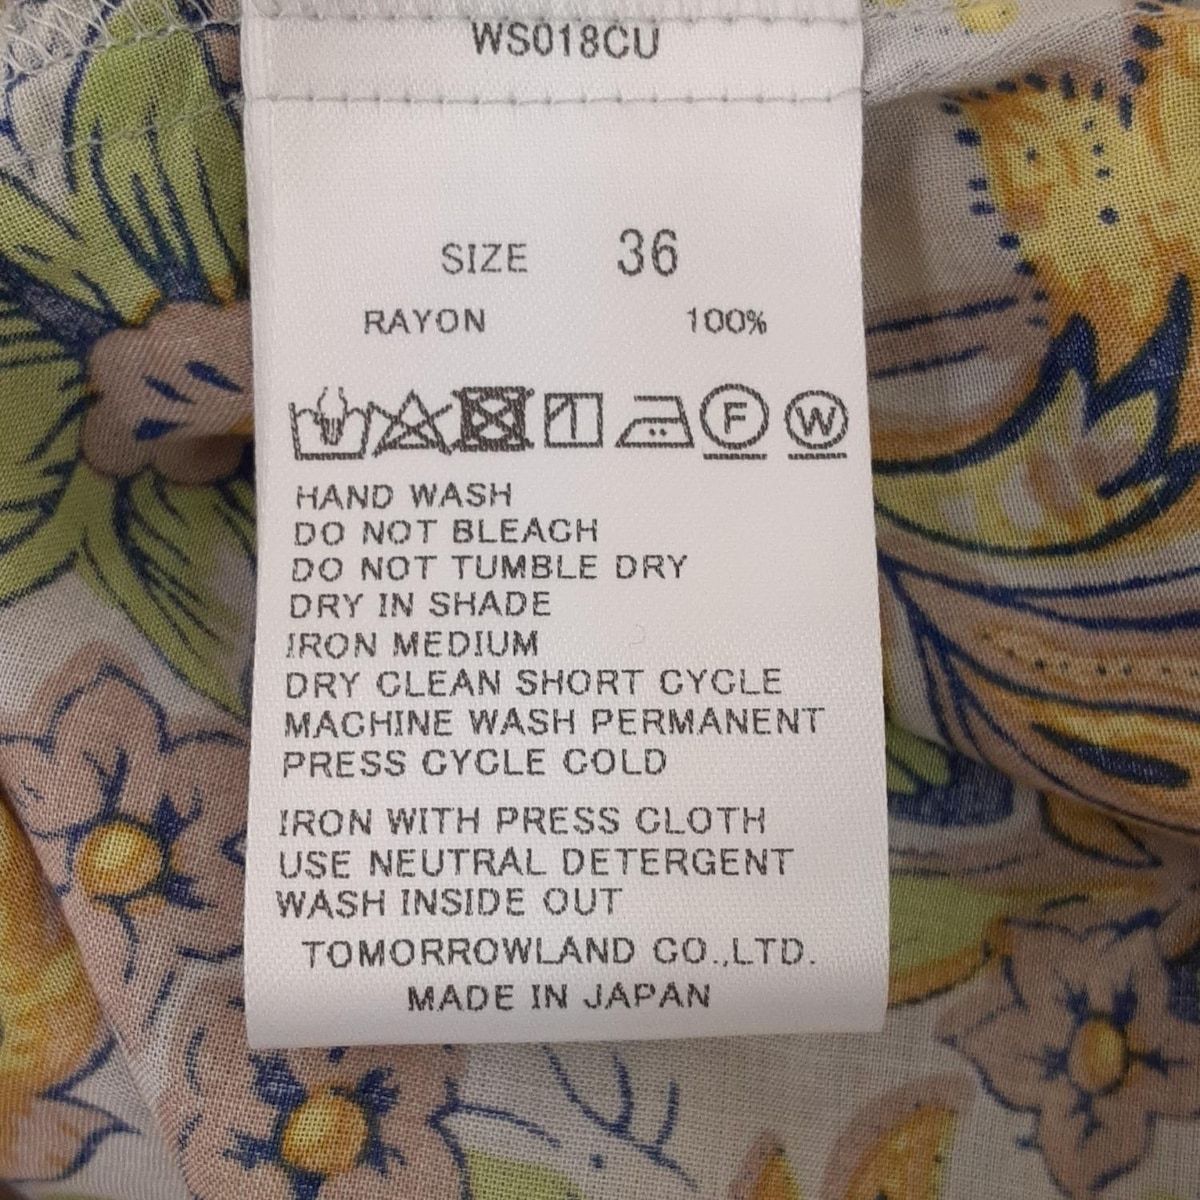 WS018CU
SIZE 36
RAYON 100%
F W
HAND WASH
DO NOT BLEACH
DO NOT TUMBLE DRY
DRY IN SHADE
IRON MEDIUM
DRY CLEAN SHORT CYCLE
MACHINE WASH PERMANENT
PRESS CYCLE COLD
IRON WITH PRESS CLOTH
USE NEUTRAL DETERGENT
WASH INSIDE OUT
TOMORROWLAND CO.,LTD.
MADE IN JAPAN